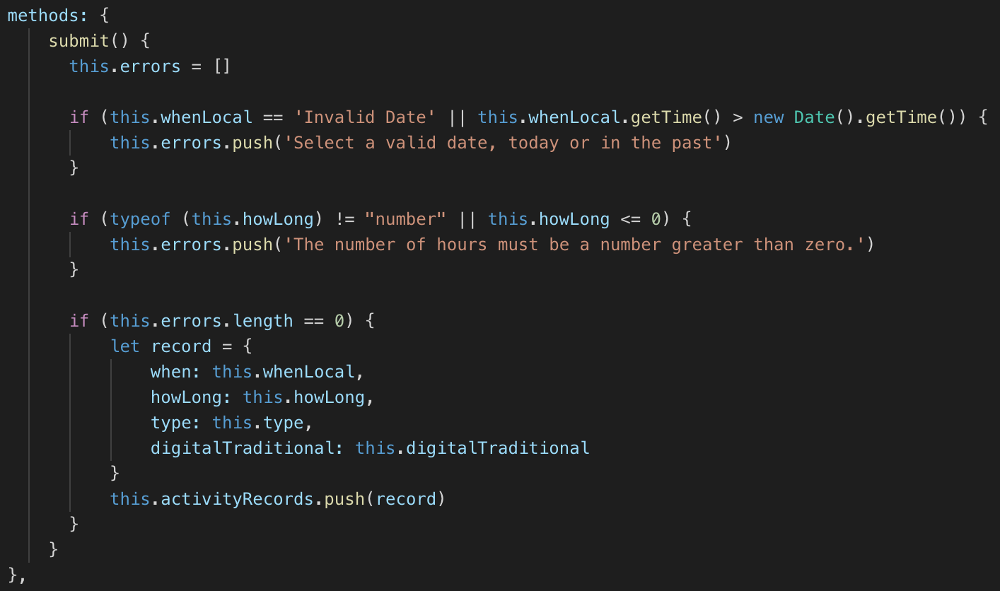 methods: {
    submit() {
      this.errors = []

      if (this.whenLocal == 'Invalid Date' || this.whenLocal.getTime() > new Date().getTime()) {
          this.errors.push('Select a valid date, today or in the past')
      }

      if (typeof (this.howLong) != "number" || this.howLong <= 0) {
          this.errors.push('The number of hours must be a number greater than zero.')
      }

      if (this.errors.length == 0) {
          let record = {
              when: this.whenLocal,
              howLong: this.howLong,
              type: this.type,
              digitalTraditional: this.digitalTraditional
          }
          this.activityRecords.push(record)
      }
    }
},